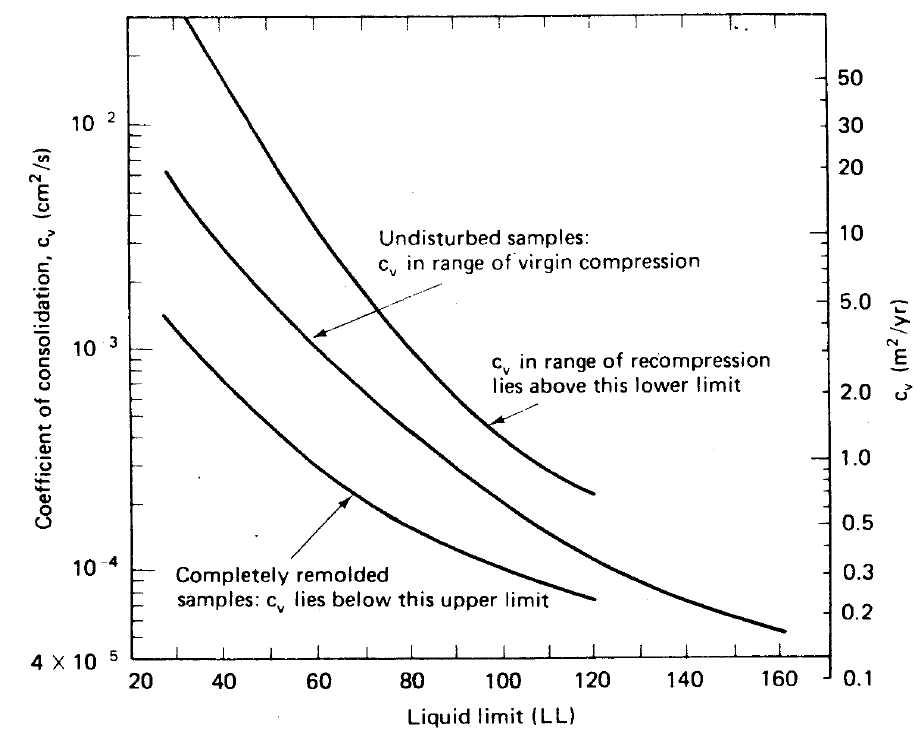 Coefficient of consolidation, cᵥ (cm²/s)
10 ²
10 ³
10 ⁻⁴
4 × 10 ⁵
Undisturbed samples:
cᵥ in range of virgin compression
cᵥ in range of recompression
lies above this lower limit
Completely remolded
samples: cᵥ lies below this upper limit
50
30
20
10
5.0
2.0
1.0
0.5
0.3
0.2
0.1
cᵥ (m²/yr)
20 60 80 100 120 140 160
Liquid limit (LL)